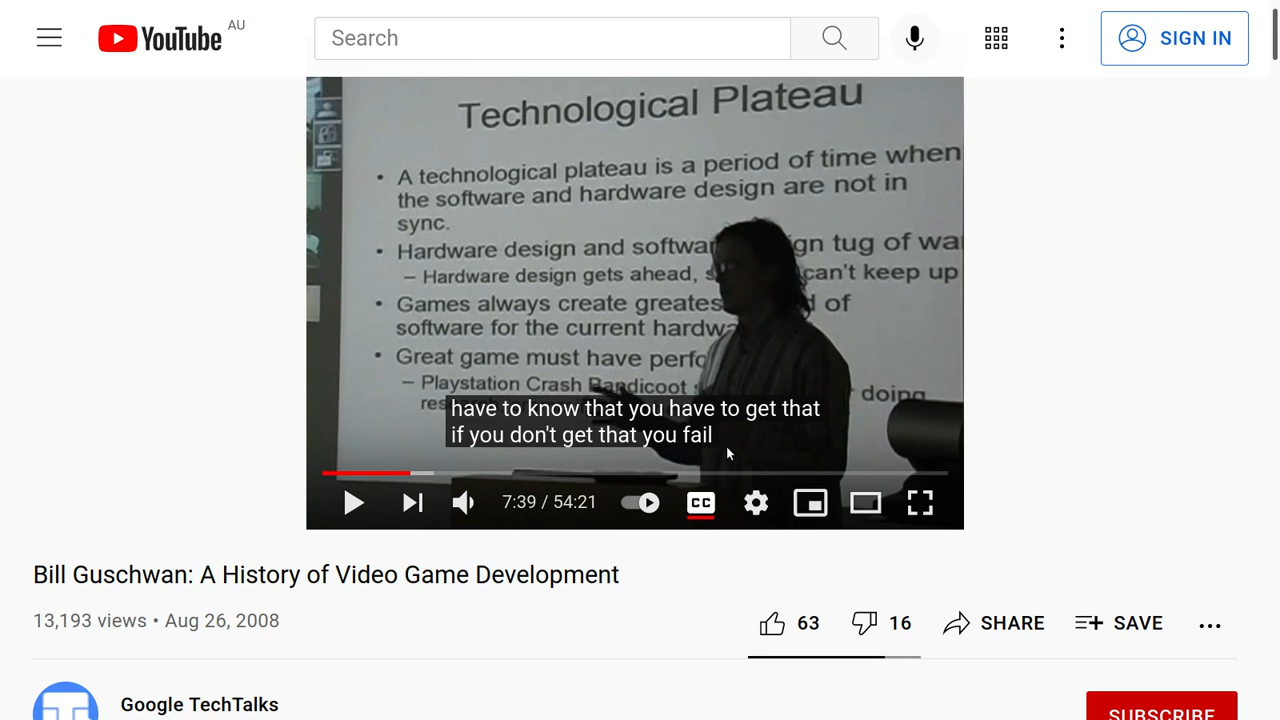 YouTube AU
Search
SIGN IN
Technological Plateau
• A technological plateau is a period of time when
the software and hardware design are not in
sync.
• Hardware design and softwar gn tug of wa
– Hardware design gets ahead, s can't keep up
• Games always create greates of
software for the current hardwa
• Great game must have perfo
– Playstation Crash Bandicoot doing
res
have to know that you have to get that
if you don't get that you fail
7:39 / 54:21
CC
Bill Guschwan: A History of Video Game Development
13,193 views • Aug 26, 2008
63
16
SHARE
SAVE
Google TechTalks
SUBSCRIBE